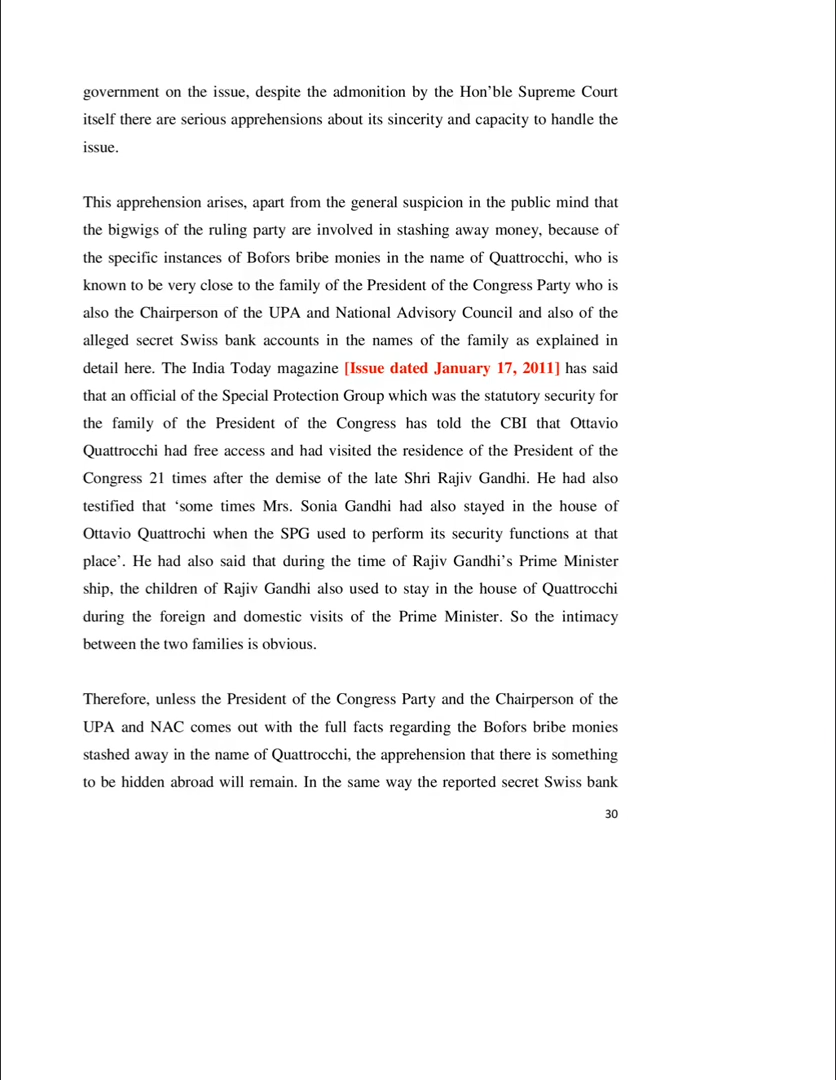 government on the issue, despite the admonition by the Hon’ble Supreme Court
itself there are serious apprehensions about its sincerity and capacity to handle the
issue.
This apprehension arises, apart from the general suspicion in the public mind that
the bigwigs of the ruling party are involved in stashing away money, because of
the specific instances of Bofors bribe monies in the name of Quattrocchi, who is
known to be very close to the family of the President of the Congress Party who is
also the Chairperson of the UPA and National Advisory Council and also of the
alleged secret Swiss bank accounts in the names of the family as explained in
detail here. The India Today magazine [Issue dated January 17, 2011] has said
that an official of the Special Protection Group which was the statutory security for
the family of the President of the Congress has told the CBI that Ottavio
Quattrocchi had free access and had visited the residence of the President of the
Congress 21 times after the demise of the late Shri Rajiv Gandhi. He had also
testified that ‘some times Mrs. Sonia Gandhi had also stayed in the house of
Ottavio Quattrochi when the SPG used to perform its security functions at that
place’. He had also said that during the time of Rajiv Gandhi’s Prime Minister
ship, the children of Rajiv Gandhi also used to stay in the house of Quattrocchi
during the foreign and domestic visits of the Prime Minister. So the intimacy
between the two families is obvious.
Therefore, unless the President of the Congress Party and the Chairperson of the
UPA and NAC comes out with the full facts regarding the Bofors bribe monies
stashed away in the name of Quattrocchi, the apprehension that there is something
to be hidden abroad will remain. In the same way the reported secret Swiss bank
30